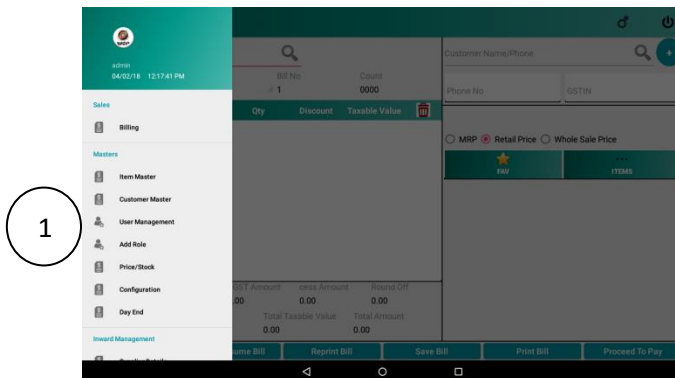 1
admin
04/02/18 12:17:41 PM
Sales
Billing
Masters
Item Master
Customer Master
User Management
Add Role
Price/Stock
Configuration
Day End
Inward Management
Bill No Count
1 0000
Qty Discount Taxable Value
GST Amount cess Amount Round Off
.00 0.00 0.00
Total Taxable Value Total Amount
0.00 0.00
Customer Name/Phone
Phone No GSTIN
MRP Retail Price Whole Sale Price
FAV ITEMS
ume Bill Reprint Bill Save Bill Print Bill Proceed To Pay